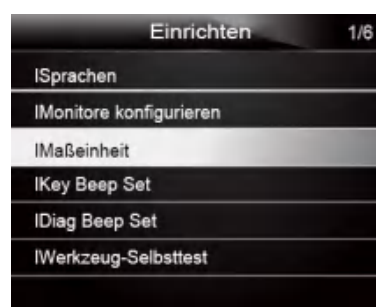 Einrichten 1/6
ISprachen
IMonitore konfigurieren
IMaßeinheit
IKey Beep Set
IDiag Beep Set
IWerkzeug-Selbsttest